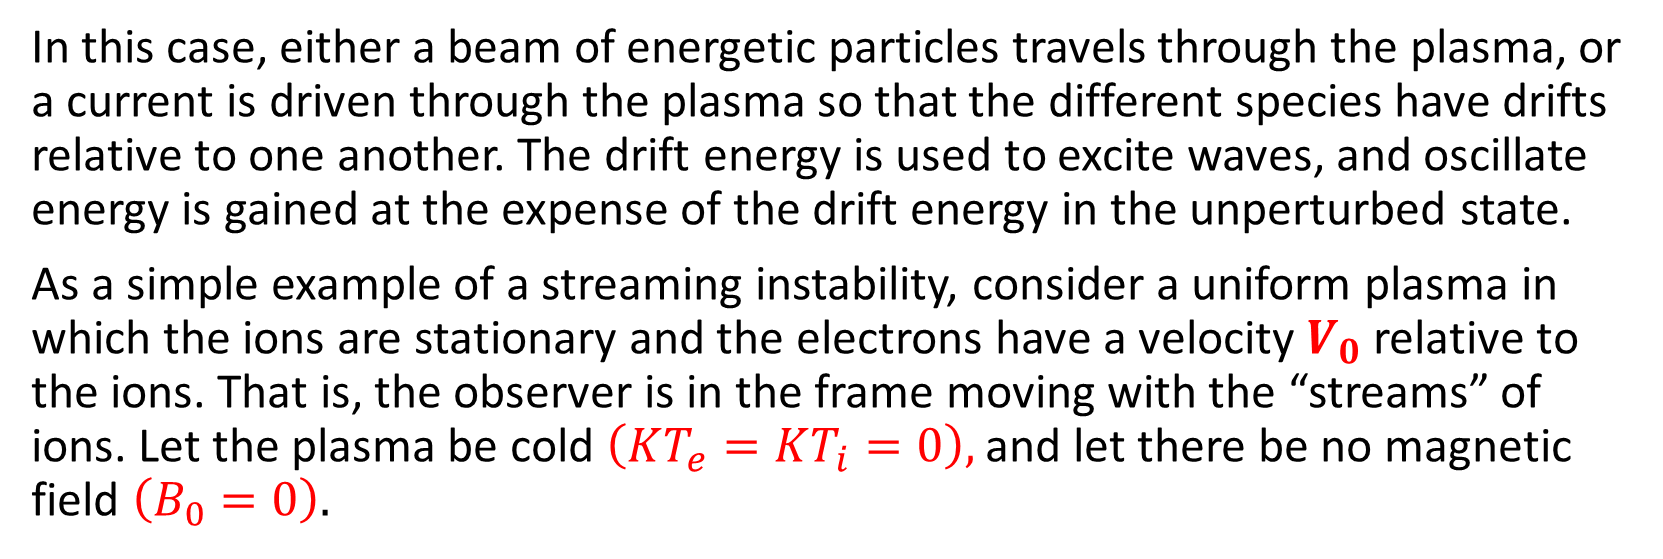 In this case, either a beam of energetic particles travels through the plasma, or
a current is driven through the plasma so that the different species have drifts
relative to one another. The drift energy is used to excite waves, and oscillate
energy is gained at the expense of the drift energy in the unperturbed state.
As a simple example of a streaming instability, consider a uniform plasma in
which the ions are stationary and the electrons have a velocity V₀ relative to
the ions. That is, the observer is in the frame moving with the “streams” of
ions. Let the plasma be cold (KTₑ = KTᵢ = 0), and let there be no magnetic
field (B₀ = 0).